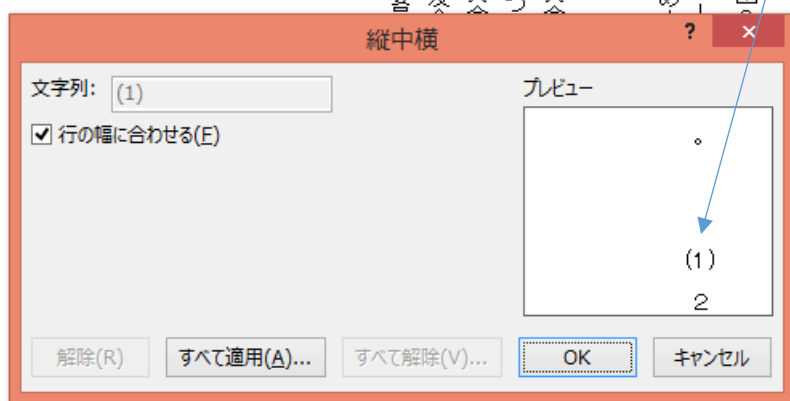 縦中横
?
×
文字列: (1)
プレビュー
行の幅に合わせる(F)
。
(1)
2
解除(R)
すべて適用(A)...
すべて解除(V)...
OK
キャンセル